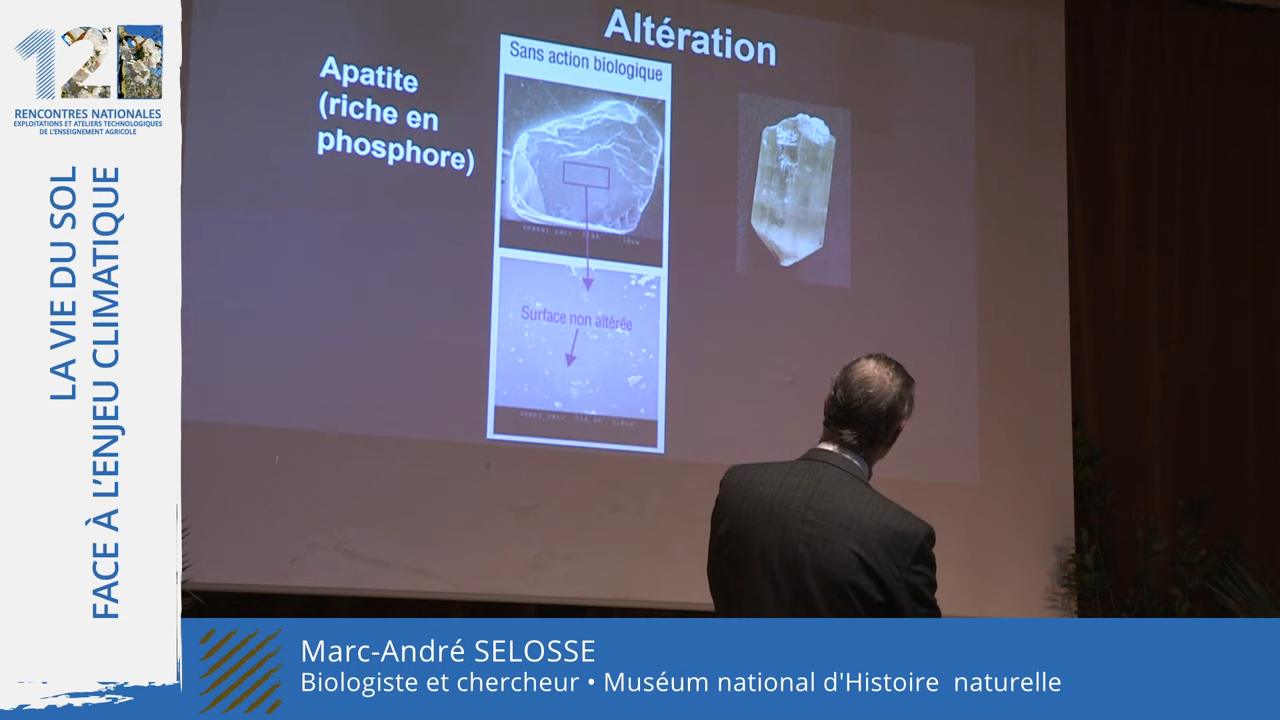 12es
RENCONTRES NATIONALES
EXPLOITATIONS ET ATELIERS TECHNOLOGIQUES
DE L'ENSEIGNEMENT AGRICOLE
LA VIE DU SOL
FACE À L'ENJEU CLIMATIQUE
Altération
Apatite
(riche en
phosphore)
Sans action biologique
Surface non altérée
Marc-André SELOSSE
Biologiste et chercheur • Muséum national d'Histoire naturelle